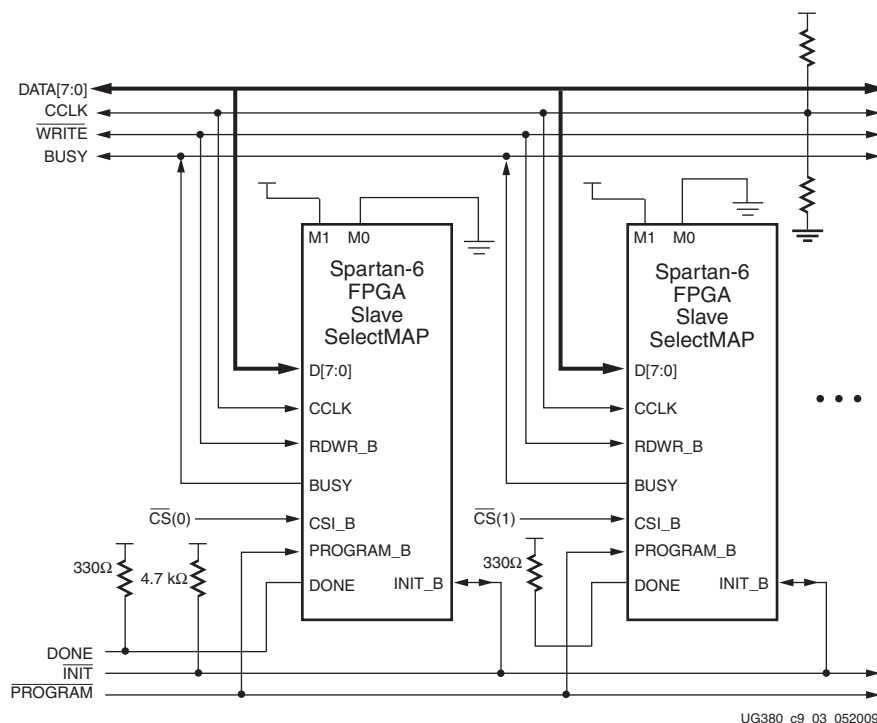 DATA[7:0]
CCLK
WRITE
BUSY
M1 M0
Spartan-6
FPGA
Slave
SelectMAP
D[7:0]
CCLK
RDWR_B
BUSY
CSI_B
PROGRAM_B
DONE INIT_B
CS(0)
M1 M0
Spartan-6
FPGA
Slave
SelectMAP
D[7:0]
CCLK
RDWR_B
BUSY
CSI_B
PROGRAM_B
DONE INIT_B
CS(1)
330Ω
4.7 kΩ
330Ω
DONE
INIT
PROGRAM
UG380_c9_03_052009